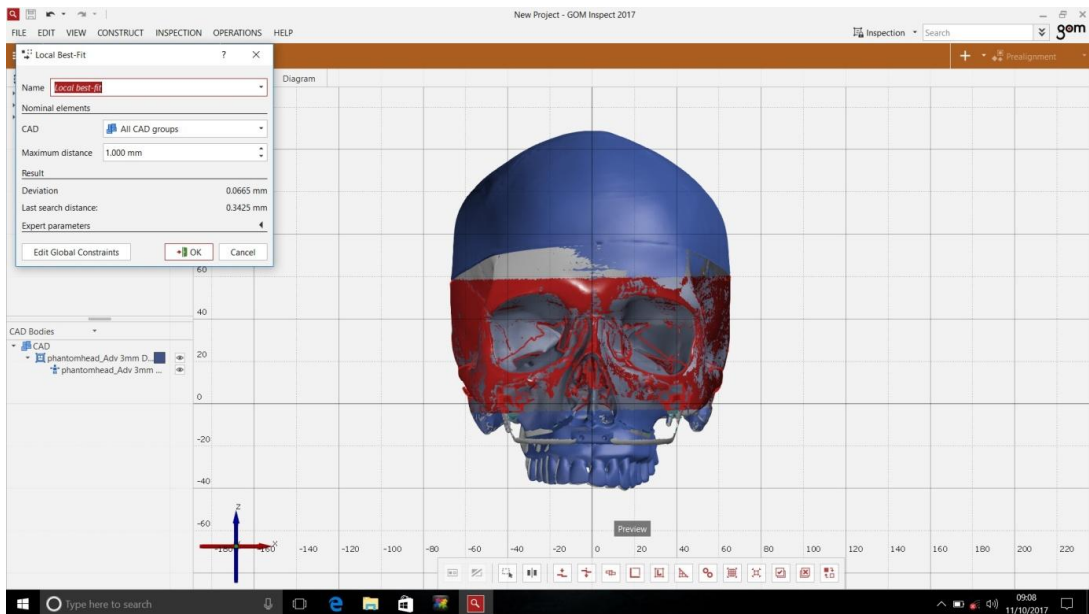 New Project - GOM Inspect 2017
FILE EDIT VIEW CONSTRUCT INSPECTION OPERATIONS HELP
Inspection Search gom
Local Best-Fit ? ×
Prealignment
Name Local best-fit
Diagram
Nominal elements
CAD All CAD groups
Maximum distance 1.000 mm
Result
Deviation 0.0665 mm
Last search distance: 0.3425 mm
Expert parameters
Edit Global Constraints OK Cancel
60
40
CAD Bodies
CAD
phantomhead_Adv 3mm D...
20
phantomhead_Adv 3mm ...
0
-20
-40
Z
-60
Preview
X
-140 -120 -100 -80 -60 -40 -20 0 20 40 60 80 100 120 140 160 180 200 220
Type here to search
09:08
11/10/2017